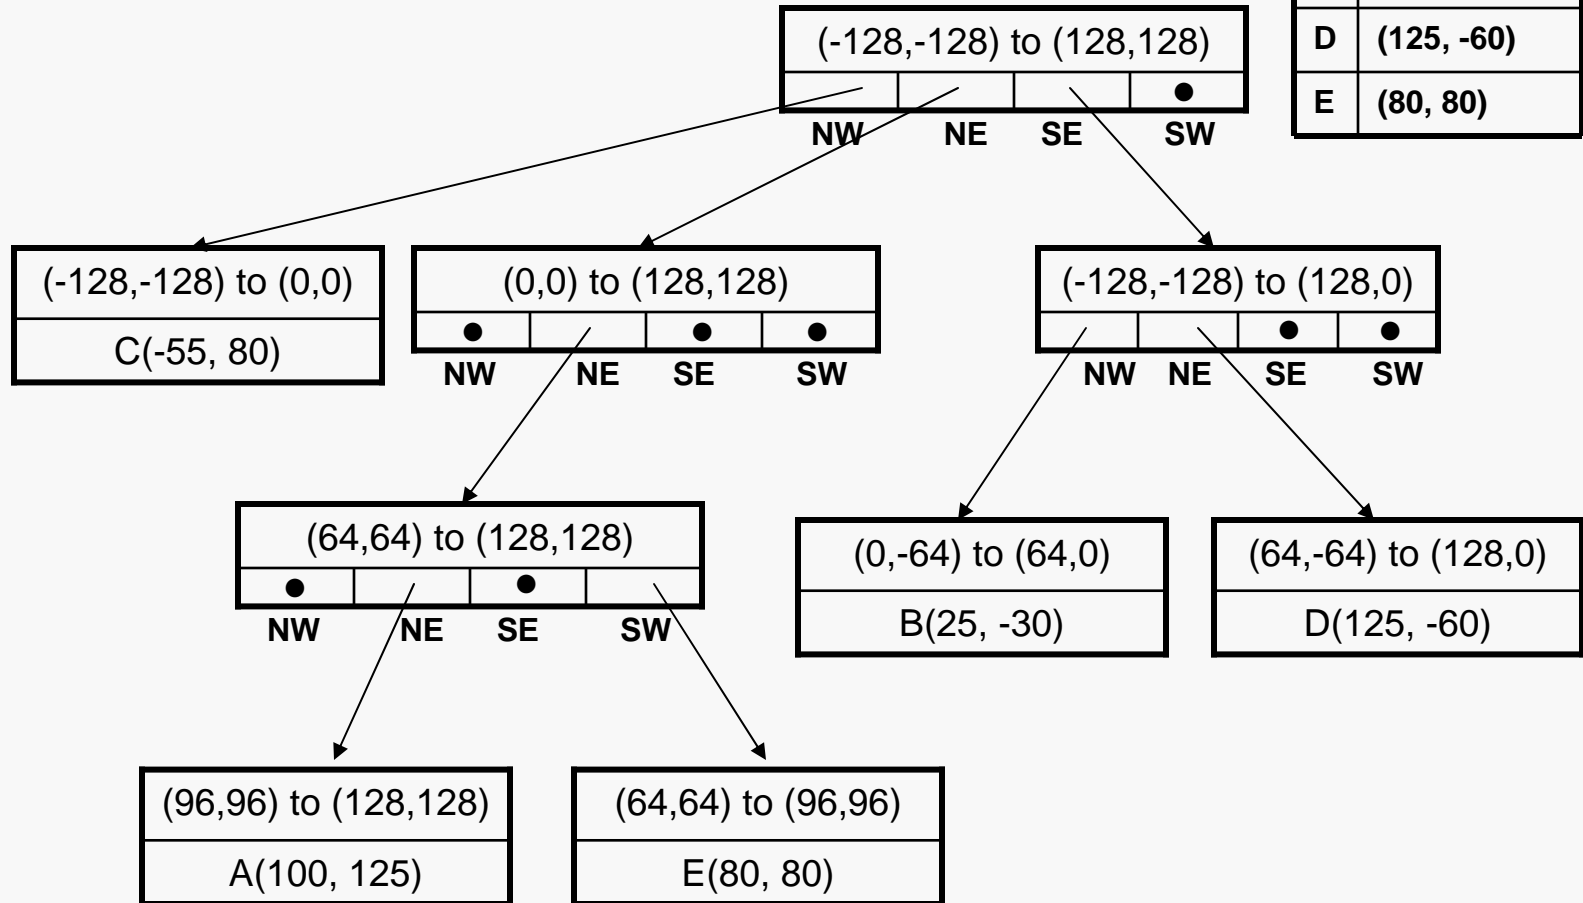 (-128,-128) to (128,128)
NW NE SE SW
D (125, -60)
E (80, 80)
(-128,-128) to (0,0)
C(-55, 80)
(0,0) to (128,128)
NW NE SE SW
(-128,-128) to (128,0)
NW NE SE SW
(64,64) to (128,128)
NW NE SE SW
(0,-64) to (64,0)
B(25, -30)
(64,-64) to (128,0)
D(125, -60)
(96,96) to (128,128)
A(100, 125)
(64,64) to (96,96)
E(80, 80)